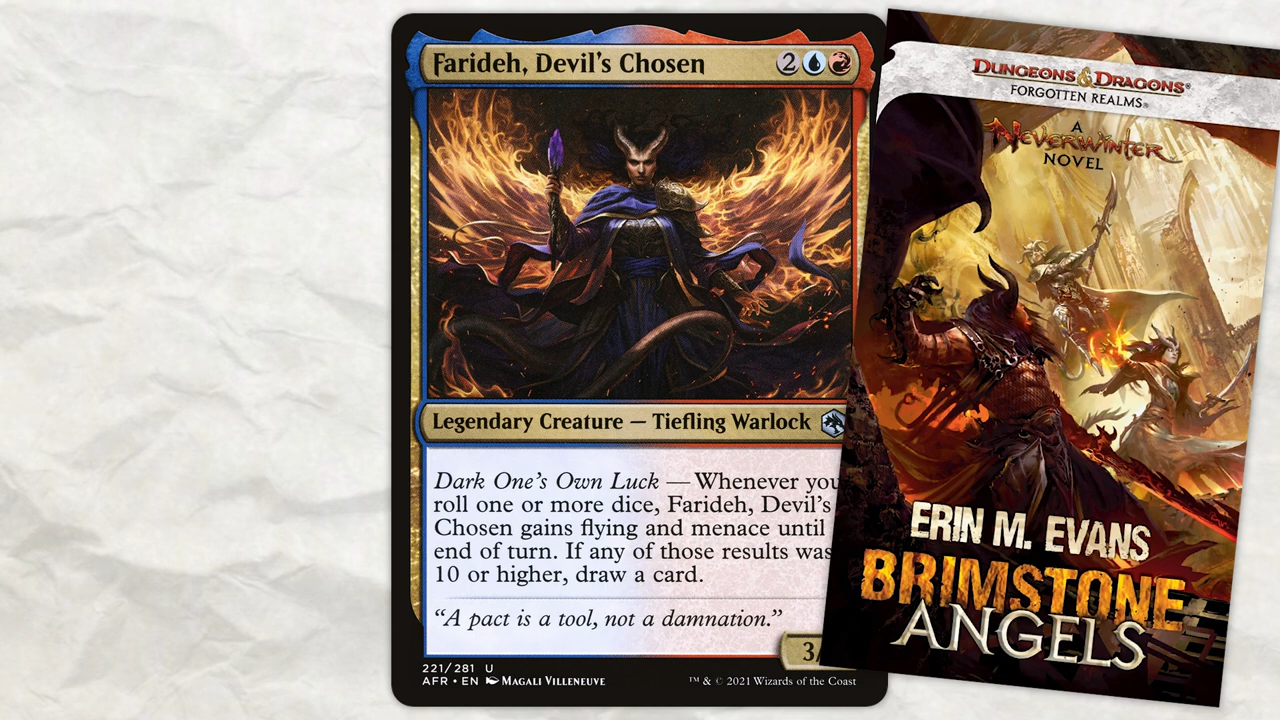 Farideh, Devil's Chosen 2
Legendary Creature — Tiefling Warlock
Dark One's Own Luck — Whenever you
roll one or more dice, Farideh, Devil's
Chosen gains flying and menace until
end of turn. If any of those results was
10 or higher, draw a card.
“A pact is a tool, not a damnation.”
3/
221/281 U
AFR • EN MAGALI VILLENEUVE
™ & © 2021 Wizards of the Coast
DUNGEONS & DRAGONS®
FORGOTTEN REALMS®
A
NEVERWINTER
NOVEL
ERIN M. EVANS
BRIMSTONE
ANGELS